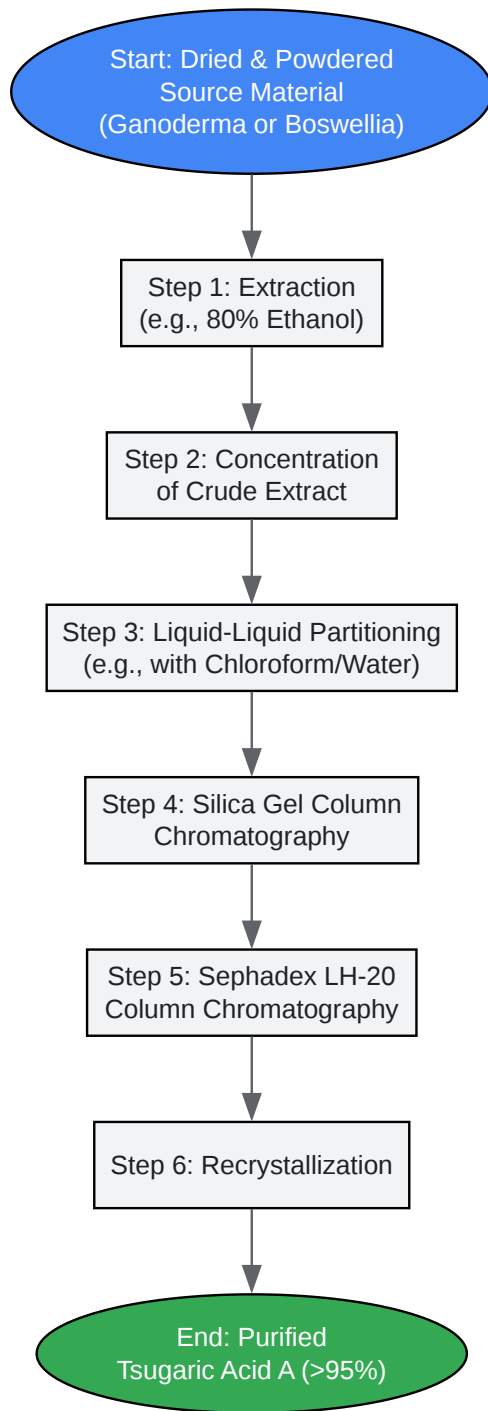 Start: Dried & Powdered
Source Material
(Ganoderma or Boswellia)
Step 1: Extraction
(e.g., 80% Ethanol)
Step 2: Concentration
of Crude Extract
Step 3: Liquid-Liquid Partitioning
(e.g., with Chloroform/Water)
Step 4: Silica Gel Column
Chromatography
Step 5: Sephadex LH-20
Column Chromatography
Step 6: Recrystallization
End: Purified
Tsugaric Acid A (>95%)